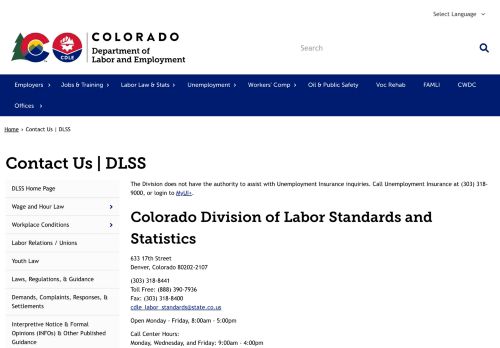 Select Language
COLORADO
Department of
Labor and Employment
CDLE
Search
Employers
Jobs & Training
Labor Law & Stats
Unemployment
Workers' Comp
Oil & Public Safety
Voc Rehab
FAMLI
CWDC
Offices
Home › Contact Us | DLSS
Contact Us | DLSS
DLSS Home Page
Wage and Hour Law
Workplace Conditions
Labor Relations / Unions
Youth Law
Laws, Regulations, & Guidance
Demands, Complaints, Responses, &
Settlements
Interpretive Notice & Formal
Opinions (INFOs) & Other Published
Guidance
The Division does not have the authority to assist with Unemployment Insurance inquiries. Call Unemployment Insurance at (303) 318-
9000, or login to MyUI+.
Colorado Division of Labor Standards and
Statistics
633 17th Street
Denver, Colorado 80202-2107
(303) 318-8441
Toll Free: (888) 390-7936
Fax: (303) 318-8400
cdle_labor_standards@state.co.us
Open Monday - Friday, 8:00am - 5:00pm
Call Center Hours:
Monday, Wednesday, and Friday: 9:00am - 4:00pm